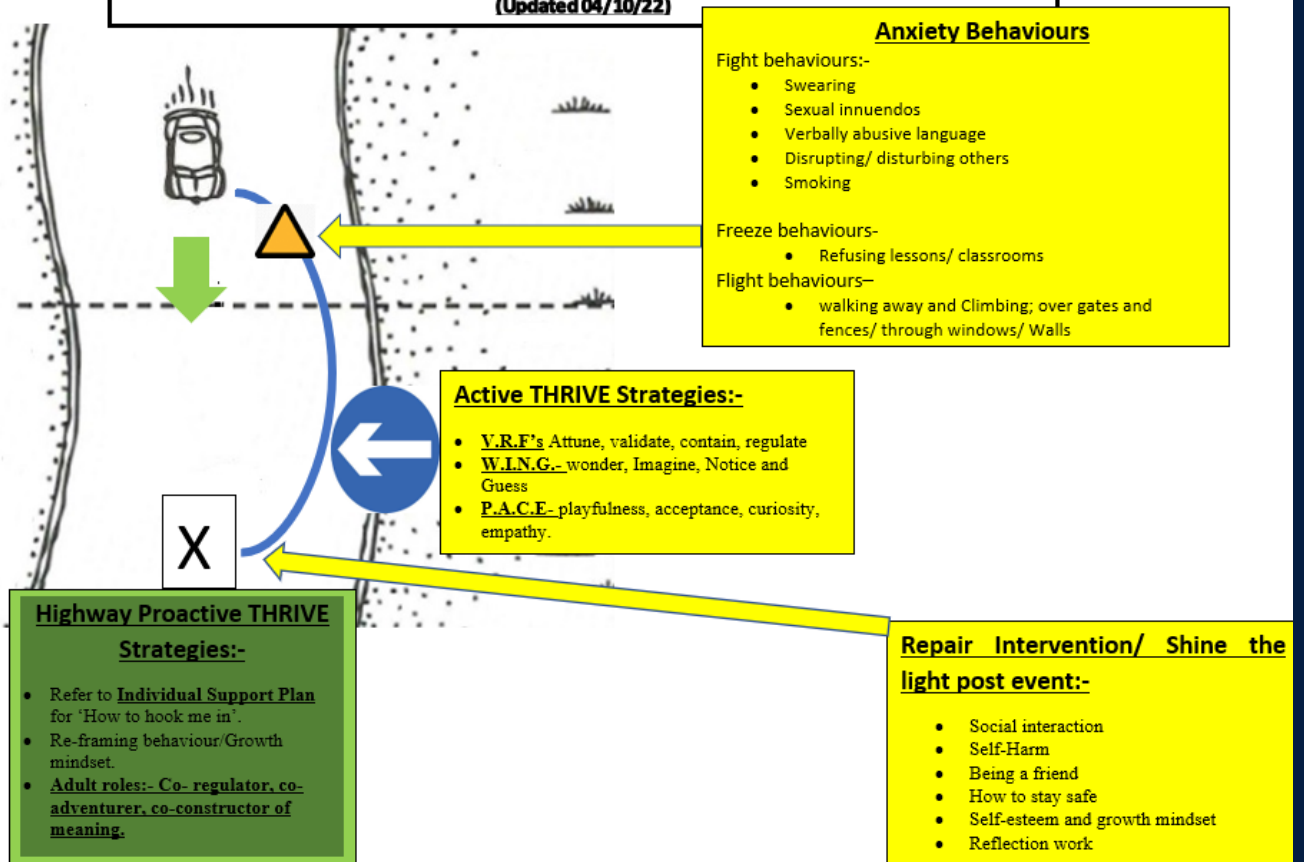 (Updated 04/10/22)
Anxiety Behaviours
Fight behaviours:-
• Swearing
• Sexual innuendos
• Verbally abusive language
• Disrupting/ disturbing others
• Smoking
Freeze behaviours-
• Refusing lessons/ classrooms
Flight behaviours–
• walking away and Climbing; over gates and
fences/ through windows/ Walls
Active THRIVE Strategies:-
• V.R.F's Attune, validate, contain, regulate
• W.I.N.G.- wonder, Imagine, Notice and
Guess
• P.A.C.E- playfulness, acceptance, curiosity,
empathy.
X
Highway Proactive THRIVE
Strategies:-
• Refer to Individual Support Plan
for ‘How to hook me in’.
• Re-framing behaviour/Growth
mindset.
• Adult roles:- Co- regulator, co-
adventurer, co-constructor of
meaning.
Repair Intervention/ Shine the
light post event:-
• Social interaction
• Self-Harm
• Being a friend
• How to stay safe
• Self-esteem and growth mindset
• Reflection work